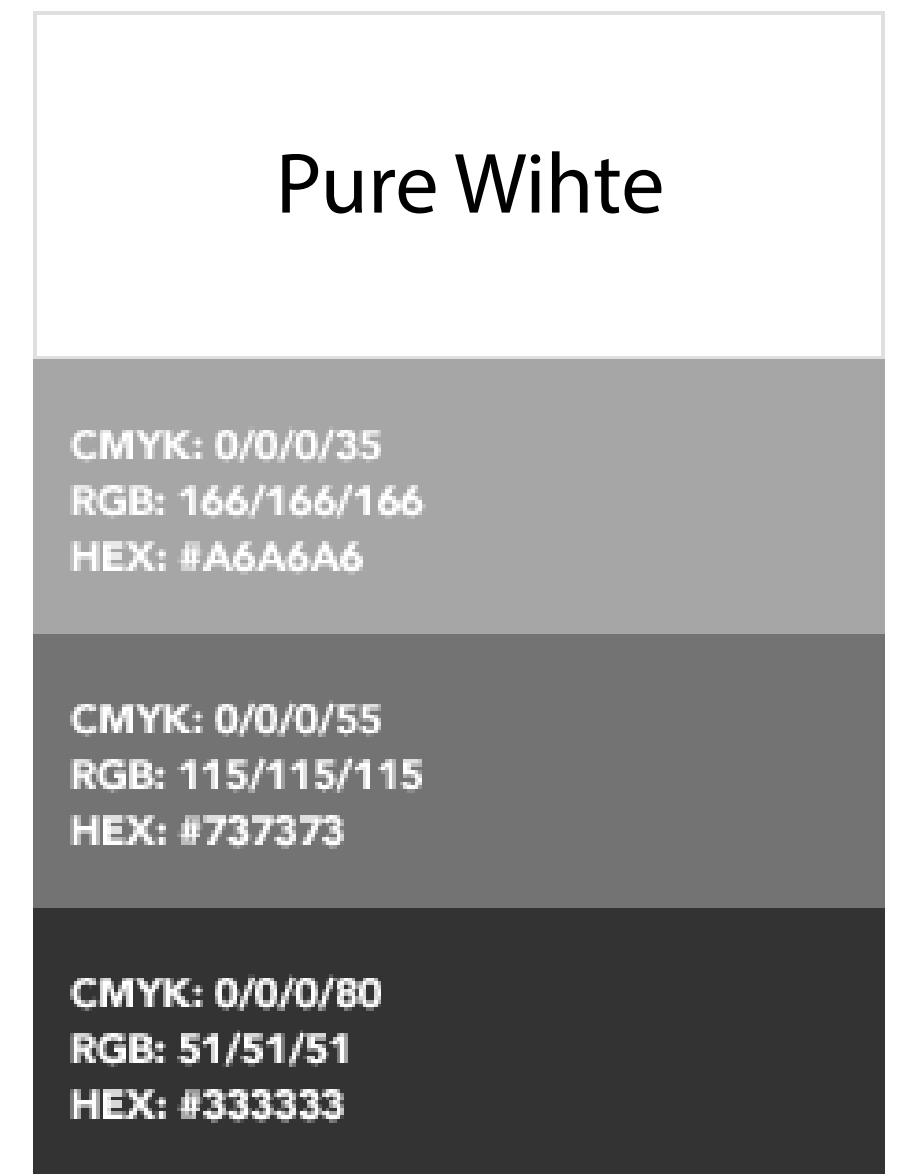 Pure Wihte
CMYK: 0/0/0/35
RGB: 166/166/166
HEX: #A6A6A6
CMYK: 0/0/0/55
RGB: 115/115/115
HEX: #737373
CMYK: 0/0/0/80
RGB: 51/51/51
HEX: #333333